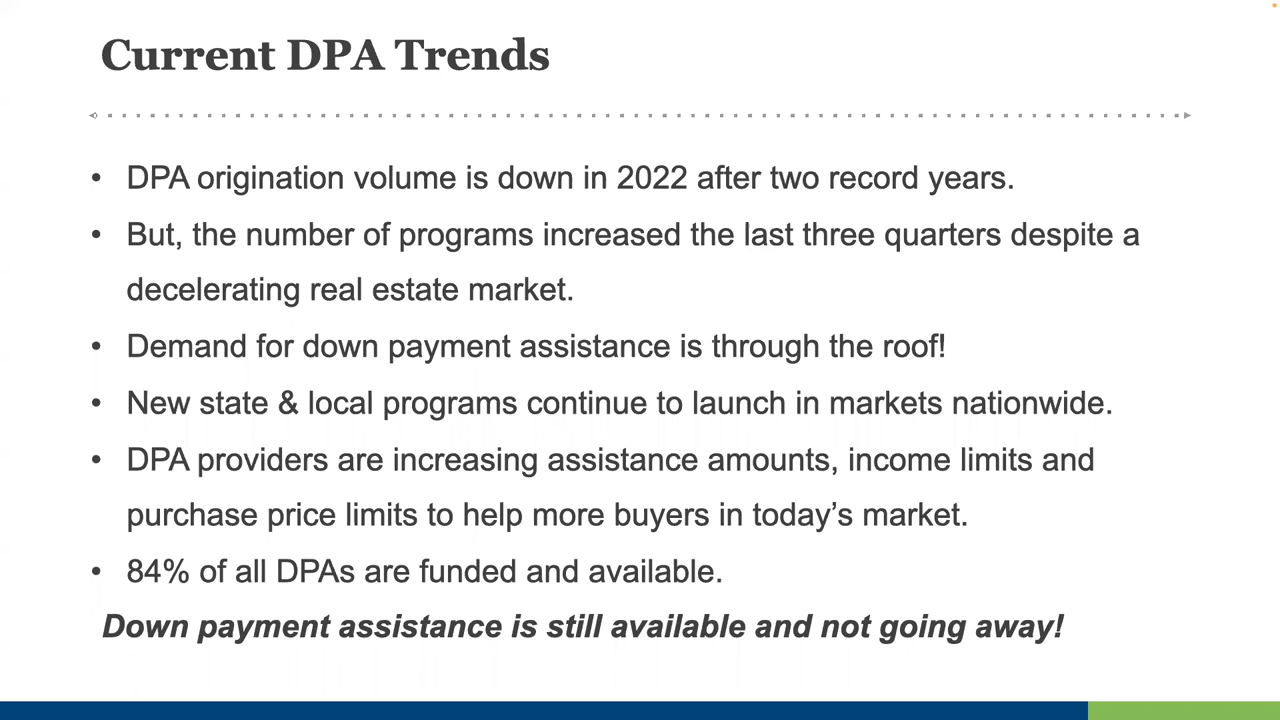 Current DPA Trends
• DPA origination volume is down in 2022 after two record years.
• But, the number of programs increased the last three quarters despite a
decelerating real estate market.
• Demand for down payment assistance is through the roof!
• New state & local programs continue to launch in markets nationwide.
• DPA providers are increasing assistance amounts, income limits and
purchase price limits to help more buyers in today’s market.
• 84% of all DPAs are funded and available.
Down payment assistance is still available and not going away!